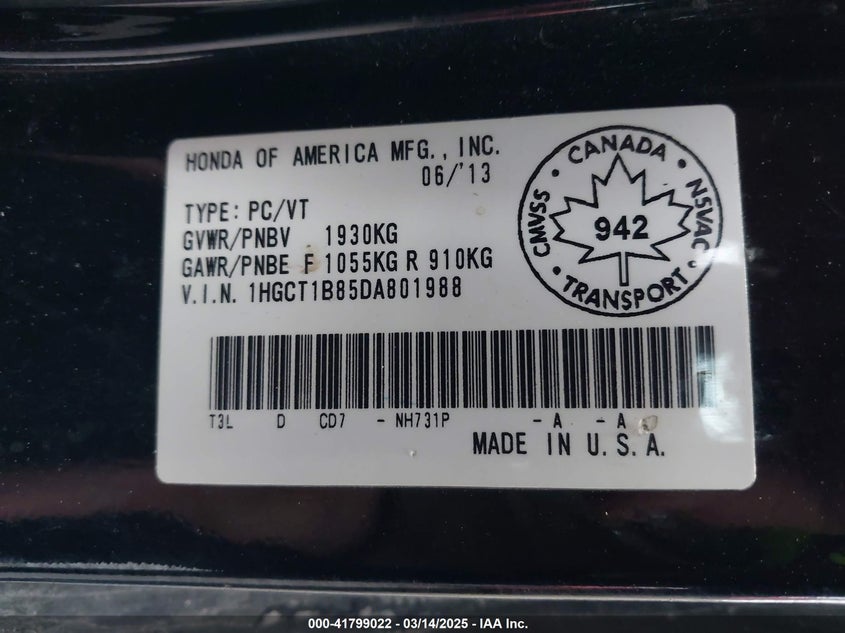 HONDA OF AMERICA MFG., INC.
06/'13
TYPE: PC/VT
GVWR/PNBV 1930KG
GAWR/PNBE F 1055KG R 910KG
V.I.N. 1HGCT1B85DA801988
CANADA
CMVSS
942
NSVAC
TRANSPORT
T3L D CD7 - NH731P - A - A
MADE IN U.S.A.
000-41799022 - 03/14/2025 - IAA Inc.